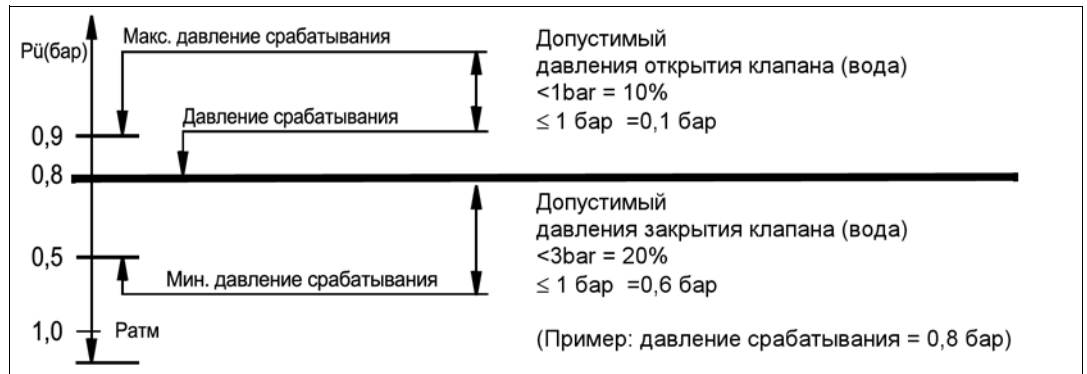 Pü(бар)
Макс. давление срабатывания
Допустимый
давления открытия клапана (вода)
<1bar = 10%
≤ 1 бар =0,1 бар
Давление срабатывания
0,9
0,8
Допустимый
давления закрытия клапана (вода)
<3bar = 20%
≤ 1 бар =0,6 бар
0,5
Мин. давление срабатывания
1,0
Ратм
(Пример: давление срабатывания = 0,8 бар)